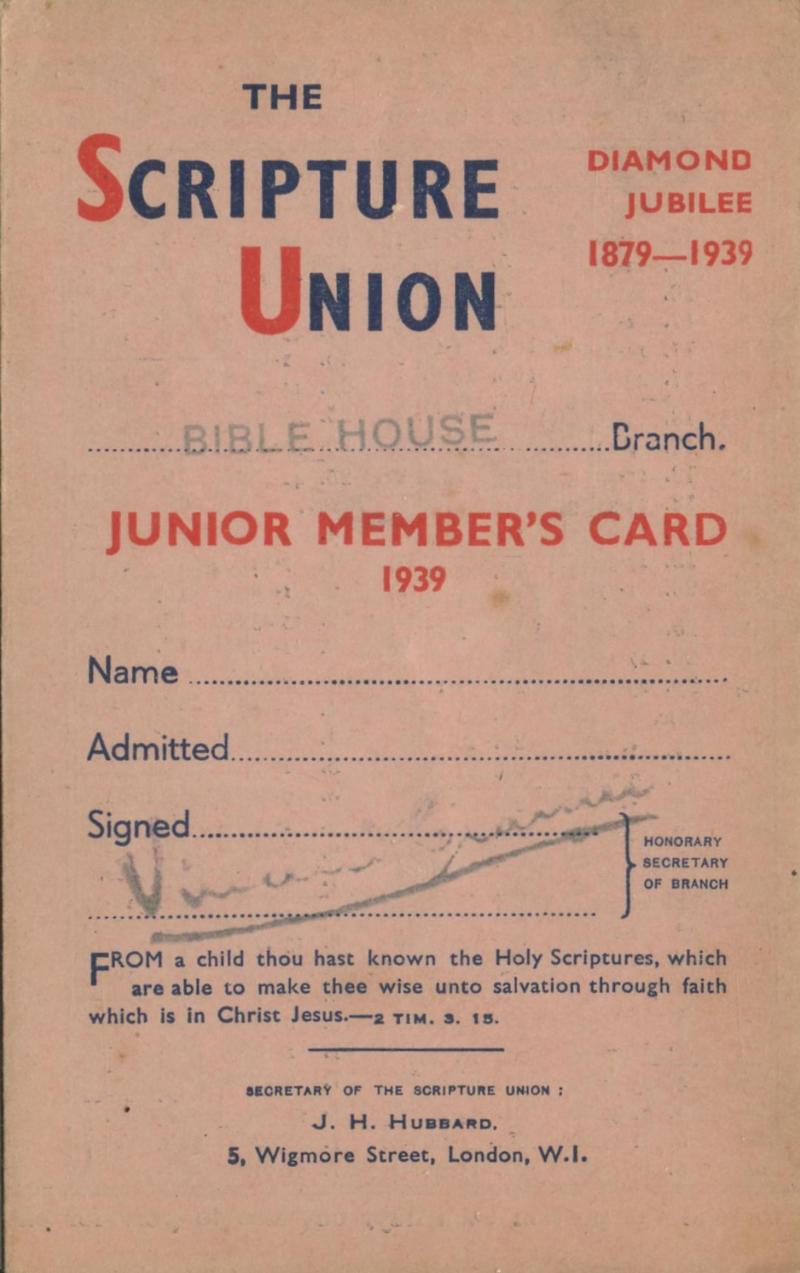 THE
SCRIPTURE
UNION
DIAMOND
JUBILEE
1879—1939
BIBLE HOUSE Branch.
JUNIOR MEMBER'S CARD
1939
Name
Admitted
Signed
HONORARY
SECRETARY
OF BRANCH
FROM a child thou hast known the Holy Scriptures, which
are able to make thee wise unto salvation through faith
which is in Christ Jesus.—2 TIM. 3. 15.
SECRETARY OF THE SCRIPTURE UNION :
J. H. HUBBARD,
5, Wigmore Street, London, W.1.